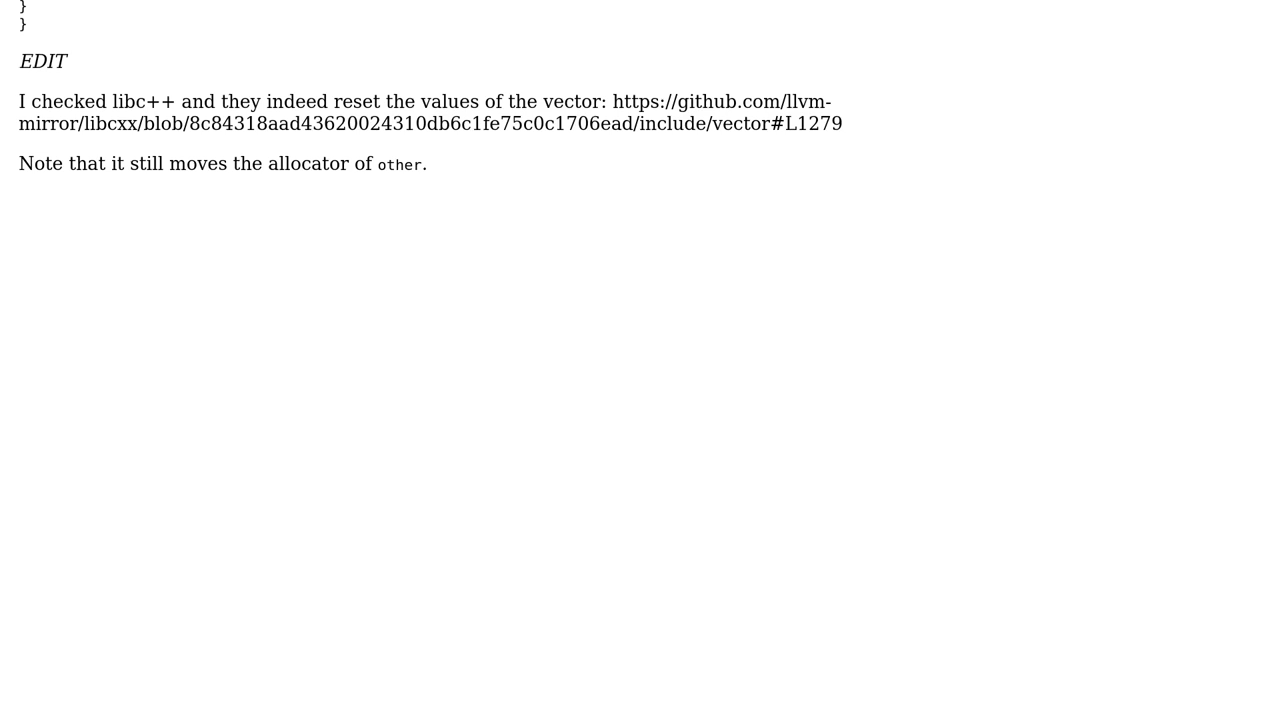 }
}
EDIT
I checked libc++ and they indeed reset the values of the vector: https://github.com/llvm-
mirror/libcxx/blob/8c84318aad43620024310db6c1fe75c0c1706ead/include/vector#L1279
Note that it still moves the allocator of other.